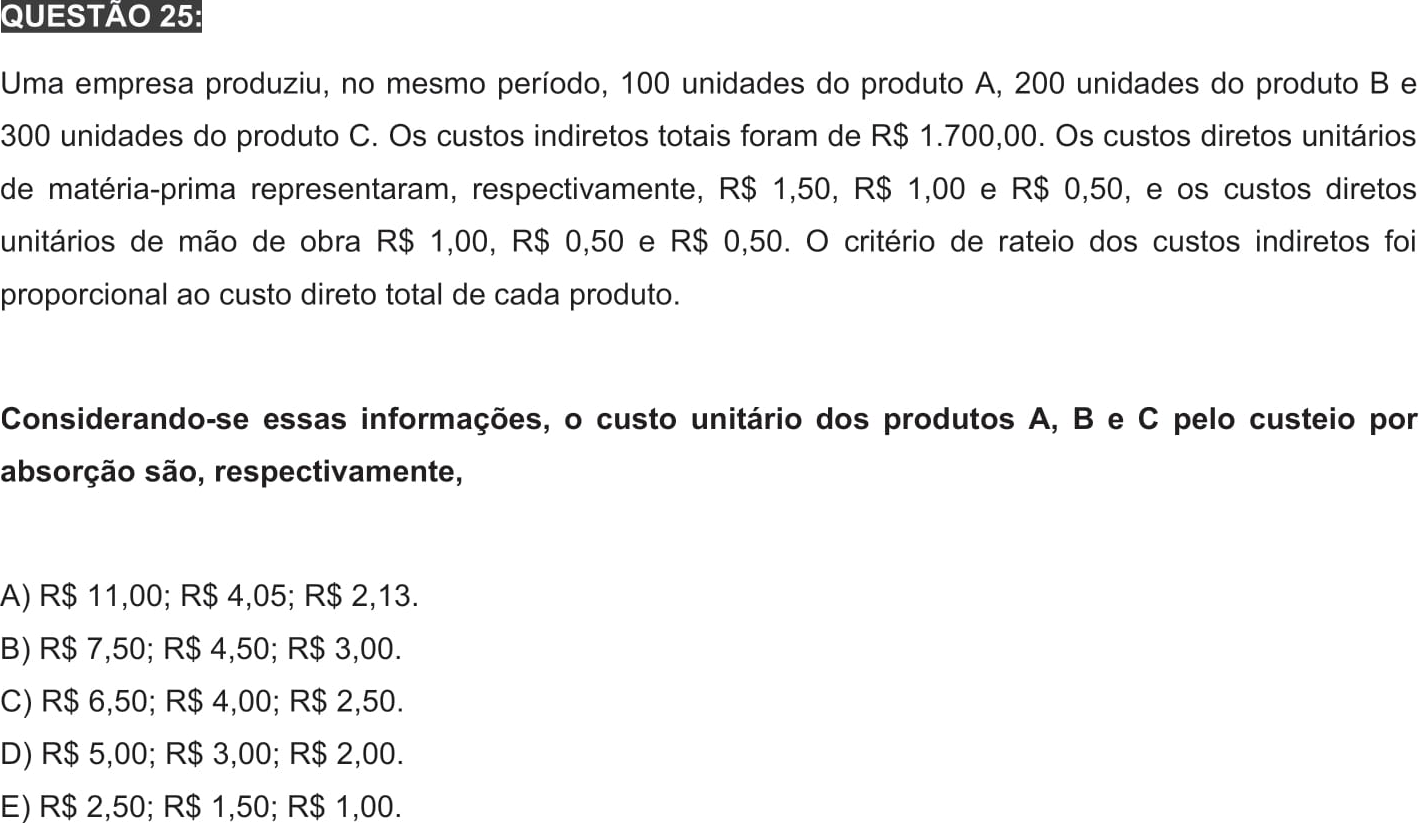 QUESTÃO 25:
Uma empresa produziu, no mesmo período, 100 unidades do produto A, 200 unidades do produto B e
300 unidades do produto C. Os custos indiretos totais foram de R$ 1.700,00. Os custos diretos unitários
de matéria-prima representaram, respectivamente, R$ 1,50, R$ 1,00 e R$ 0,50, e os custos diretos
unitários de mão de obra R$ 1,00, R$ 0,50 e R$ 0,50. O critério de rateio dos custos indiretos foi
proporcional ao custo direto total de cada produto.
Considerando-se essas informações, o custo unitário dos produtos A, B e C pelo custeio por
absorção são, respectivamente,
A) R$ 11,00; R$ 4,05; R$ 2,13.
B) R$ 7,50; R$ 4,50; R$ 3,00.
C) R$ 6,50; R$ 4,00; R$ 2,50.
D) R$ 5,00; R$ 3,00; R$ 2,00.
E) R$ 2,50; R$ 1,50; R$ 1,00.